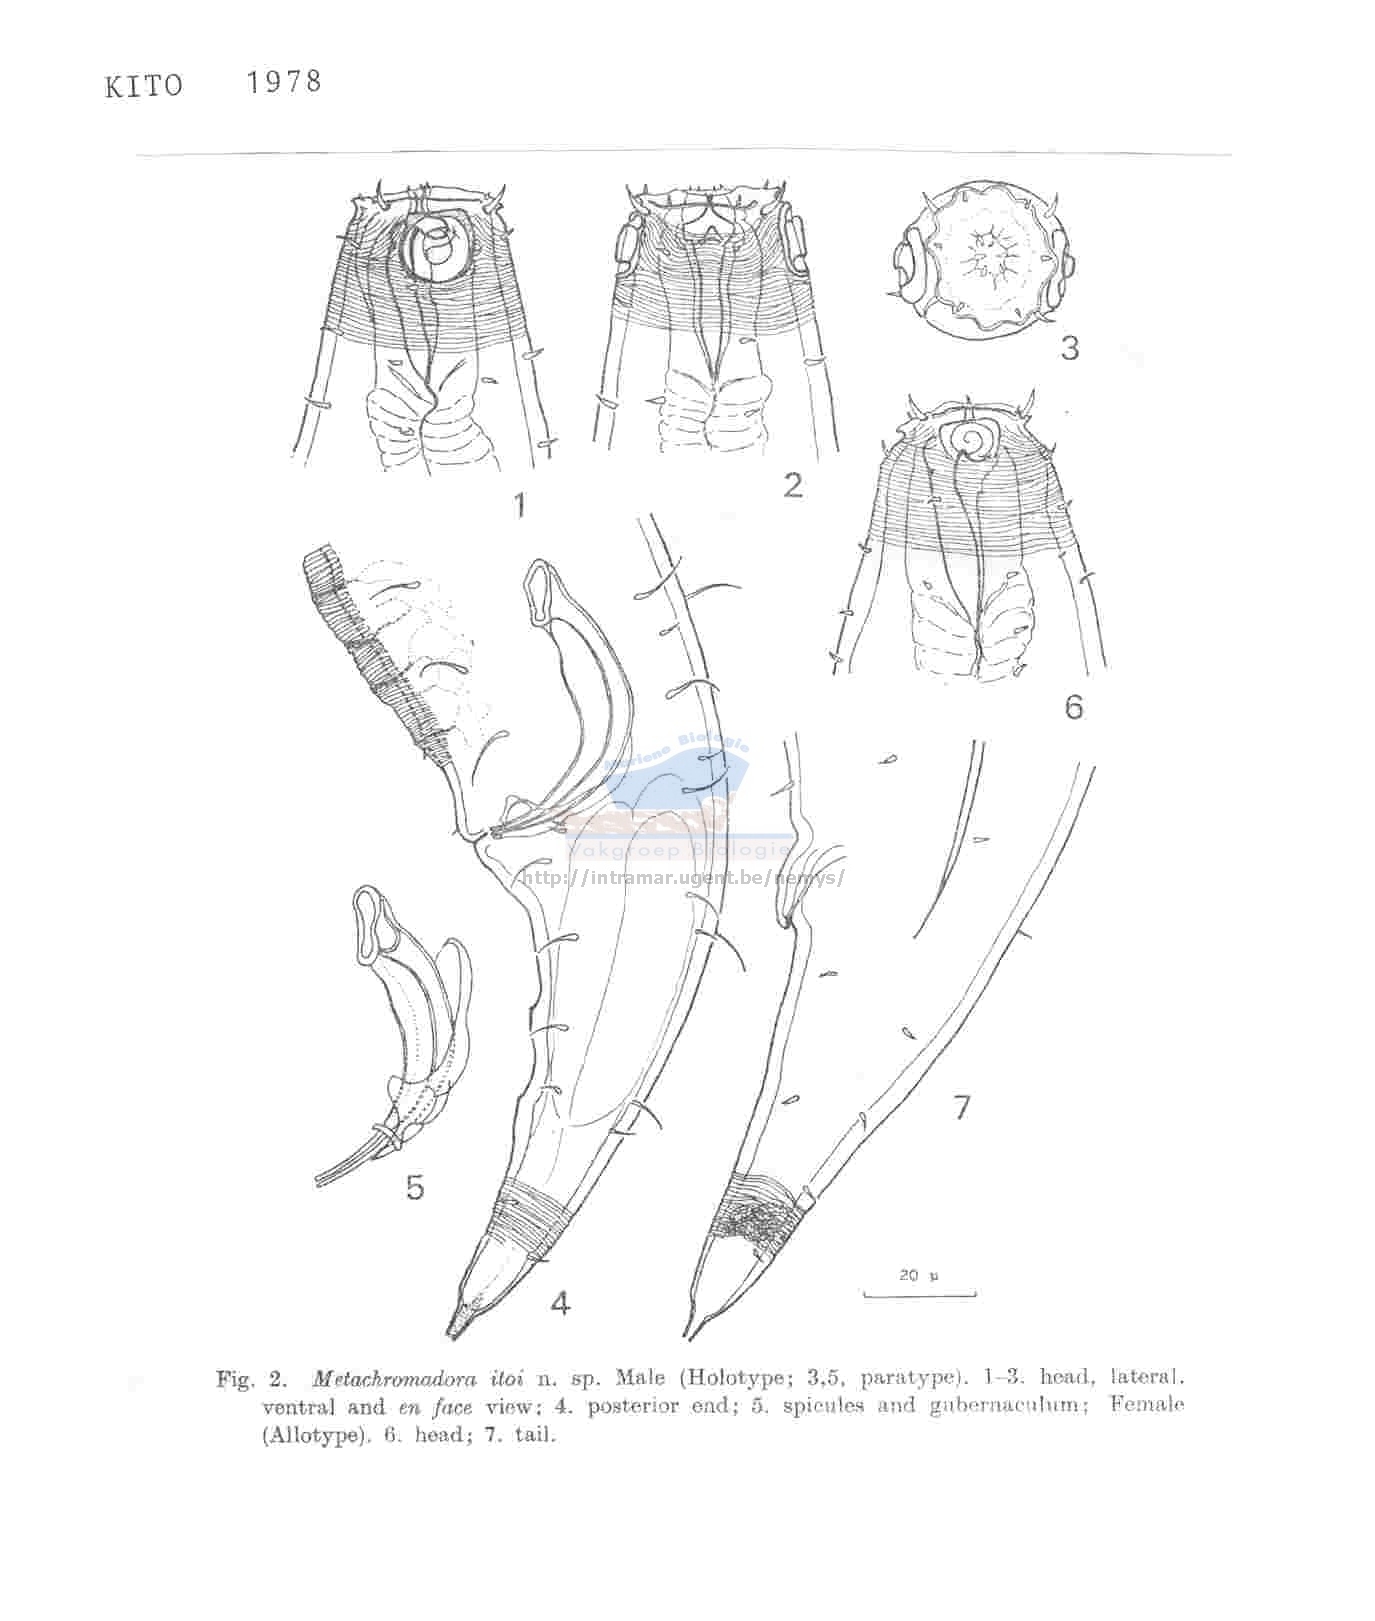 KITO 1978
1
2
3
6
Mariene Biologie
Vakgroep Biologie
http://intramar.ugent.be/nemys/
7
5
4
20 μ
Fig. 2. Metachromadora itoi n. sp. Male (Holotype; 3,5, paratype). 1–3. head, lateral,
ventral and en face view; 4. posterior end; 5. spicules and gubernaculum; Female
(Allotype). 6. head; 7. tail.